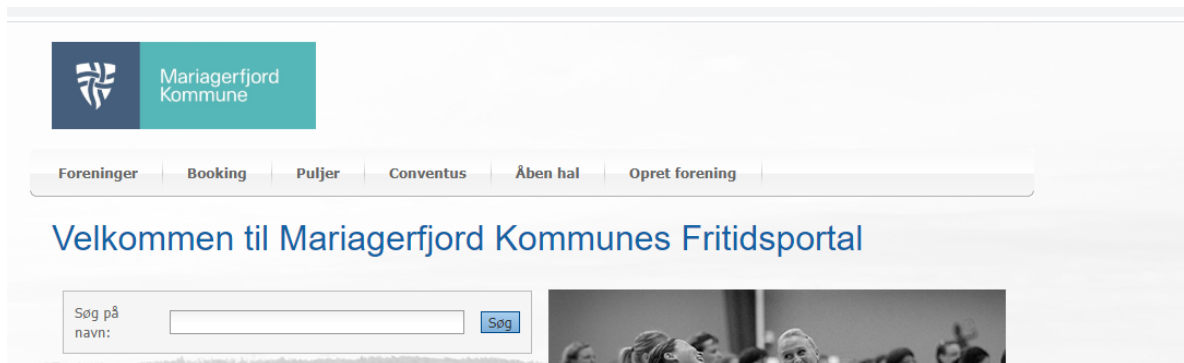 Mariagerfjord
Kommune
Foreninger Booking Puljer Conventus Åben hal Opret forening
Velkommen til Mariagerfjord Kommunes Fritidsportal
Søg på
navn:
Søg